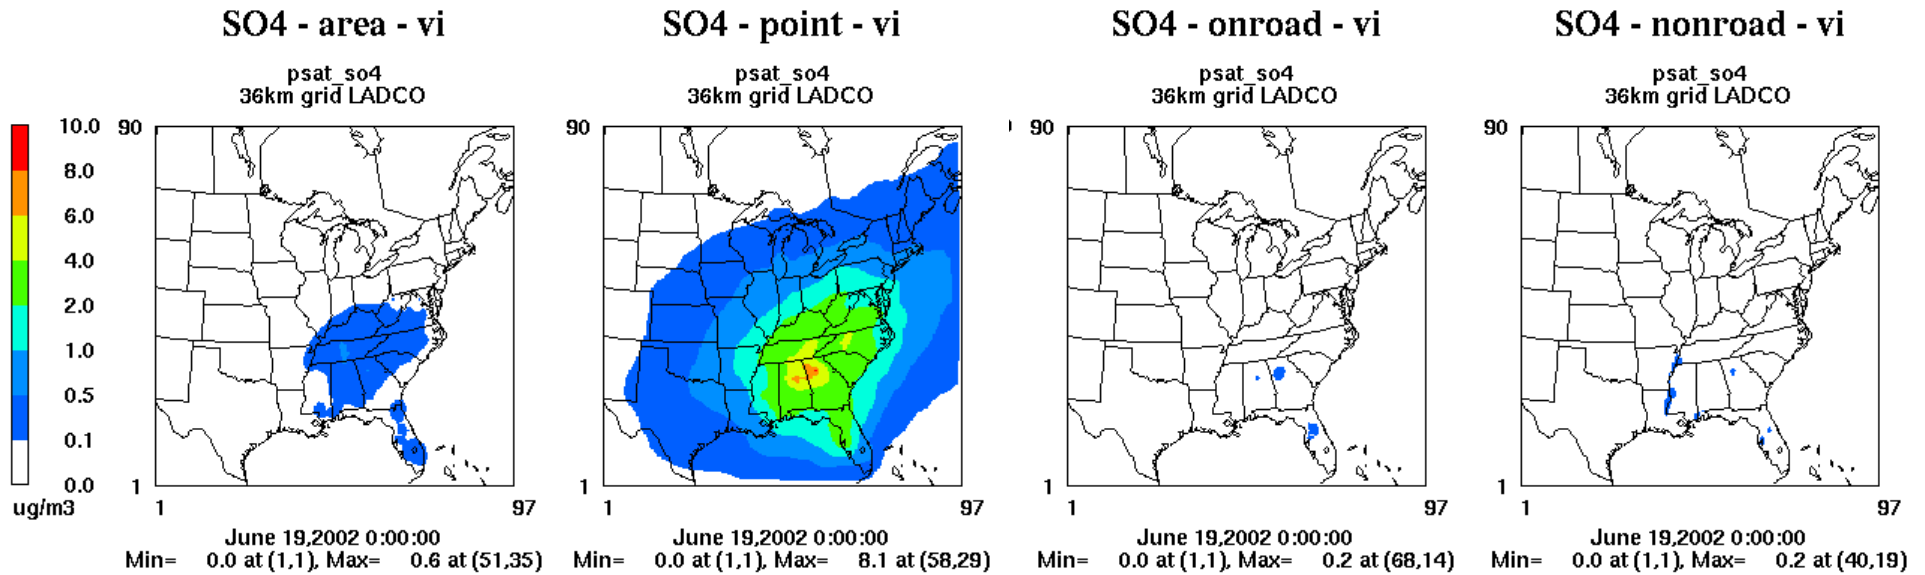 SO4 - area - vi
psat_so4
36km grid LADCO
10.0
8.0
6.0
4.0
2.0
1.0
0.5
0.1
0.0
ug/m3
90
1
1
97
June 19,2002 0:00:00
Min= 0.0 at (1,1), Max= 0.6 at (51,35)
SO4 - point - vi
psat_so4
36km grid LADCO
90
1
1
97
June 19,2002 0:00:00
Min= 0.0 at (1,1), Max= 8.1 at (58,29)
SO4 - onroad - vi
psat_so4
36km grid LADCO
90
1
1
97
June 19,2002 0:00:00
Min= 0.0 at (1,1), Max= 0.2 at (68,14)
SO4 - nonroad - vi
psat_so4
36km grid LADCO
90
1
1
97
June 19,2002 0:00:00
Min= 0.0 at (1,1), Max= 0.2 at (40,19)